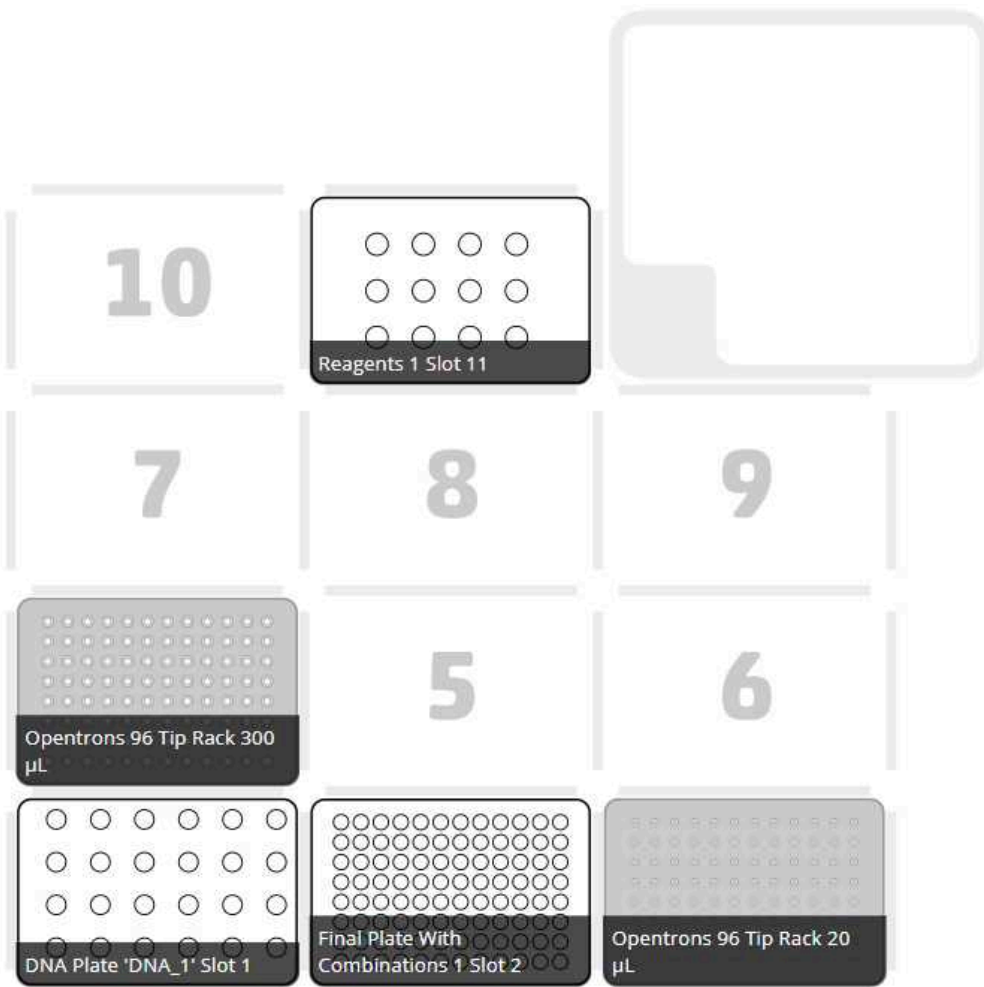 10
Reagents 1 Slot 11
7
8
9
Opentrons 96 Tip Rack 300
µL
5
6
DNA Plate 'DNA_1' Slot 1
Final Plate With
Combinations 1 Slot 2
Opentrons 96 Tip Rack 20
µL